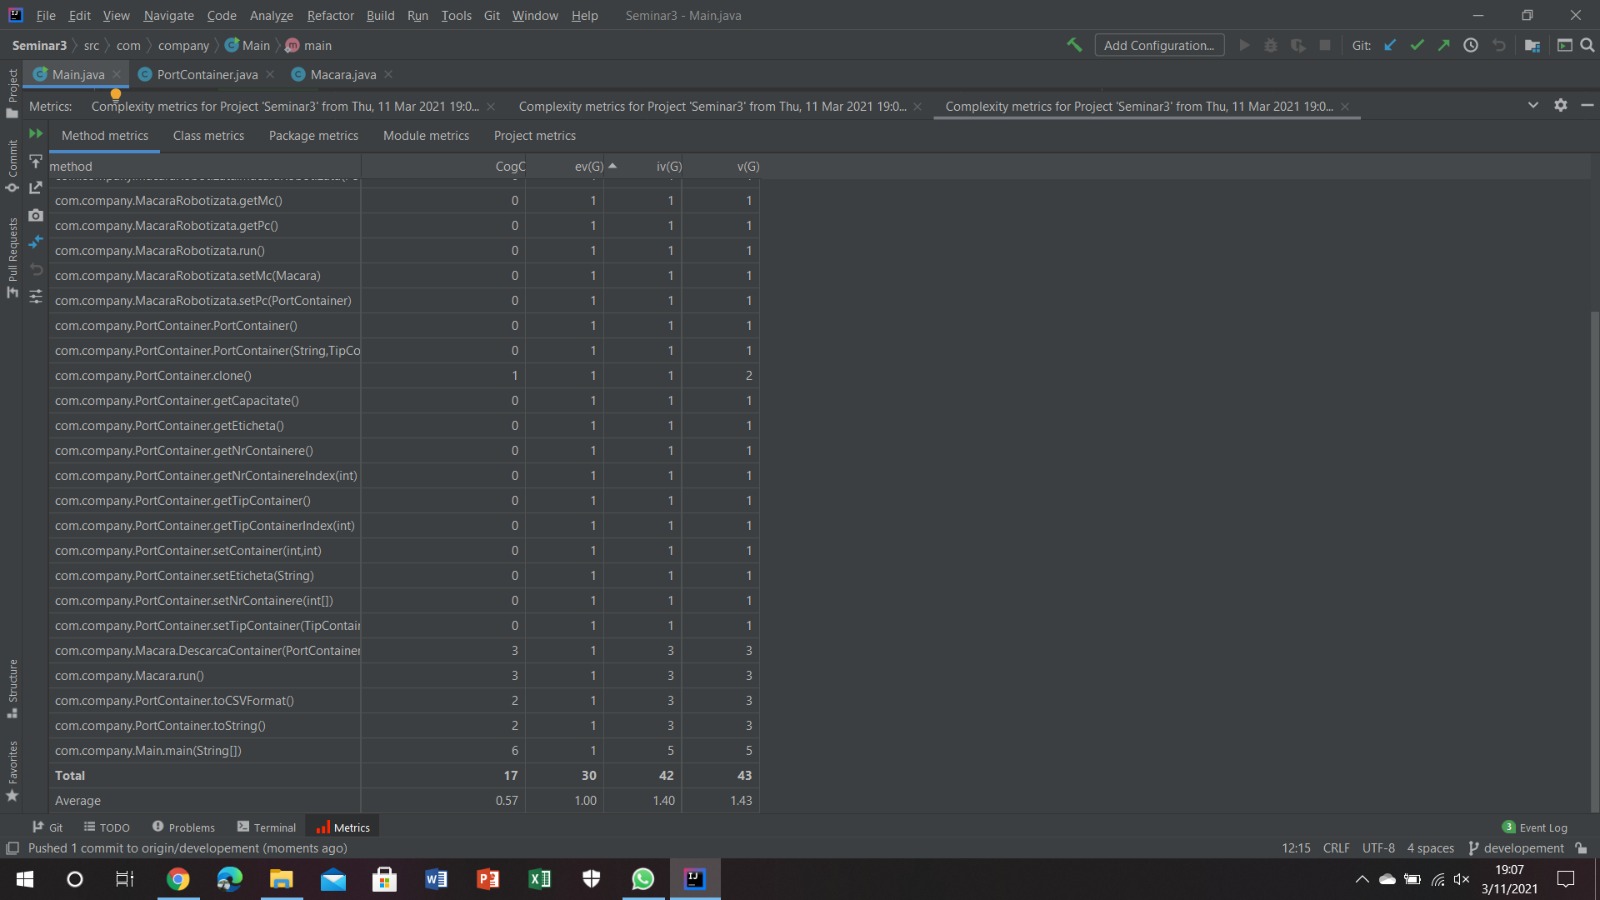 File Edit View Navigate Code Analyze Refactor Build Run Tools Git Window Help Seminar3 - Main.java
Seminar3 src com company Main main Add Configuration... Git:
Main.java PortContainer.java Macara.java
Metrics: Complexity metrics for Project 'Seminar3' from Thu, 11 Mar 2021 19:0... Complexity metrics for Project 'Seminar3' from Thu, 11 Mar 2021 19:0... Complexity metrics for Project 'Seminar3' from Thu, 11 Mar 2021 19:0...
Method metrics Class metrics Package metrics Module metrics Project metrics
method CogC ev(G) iv(G) v(G)
com.company.MacaraRobotizata.getMc() 0 1 1 1
com.company.MacaraRobotizata.getPc() 0 1 1 1
com.company.MacaraRobotizata.run() 0 1 1 1
com.company.MacaraRobotizata.setMc(Macara) 0 1 1 1
com.company.MacaraRobotizata.setPc(PortContainer) 0 1 1 1
com.company.PortContainer.PortContainer() 0 1 1 1
com.company.PortContainer.PortContainer(String,TipCo 0 1 1 1
com.company.PortContainer.clone() 1 1 1 2
com.company.PortContainer.getCapacitate() 0 1 1 1
com.company.PortContainer.getEticheta() 0 1 1 1
com.company.PortContainer.getNrContainere() 0 1 1 1
com.company.PortContainer.getNrContainereIndex(int) 0 1 1 1
com.company.PortContainer.getTipContainer() 0 1 1 1
com.company.PortContainer.getTipContainerIndex(int) 0 1 1 1
com.company.PortContainer.setContainer(int,int) 0 1 1 1
com.company.PortContainer.setEticheta(String) 0 1 1 1
com.company.PortContainer.setNrContainere(int[]) 0 1 1 1
com.company.PortContainer.setTipContainer(TipContai 0 1 1 1
com.company.Macara.DescarcaContainer(PortContainer 3 1 3 3
com.company.Macara.run() 3 1 3 3
com.company.PortContainer.toCSVFormat() 2 1 3 3
com.company.PortContainer.toString() 2 1 3 3
com.company.Main.main(String[]) 6 1 5 5
Total 17 30 42 43
Average 0.57 1.00 1.40 1.43
Project
Commit
Pull Requests
Structure
Favorites
Git TODO Problems Terminal Metrics 3 Event Log
Pushed 1 commit to origin/developement (moments ago) 12:15 CRLF UTF-8 4 spaces developement
19:07
3/11/2021